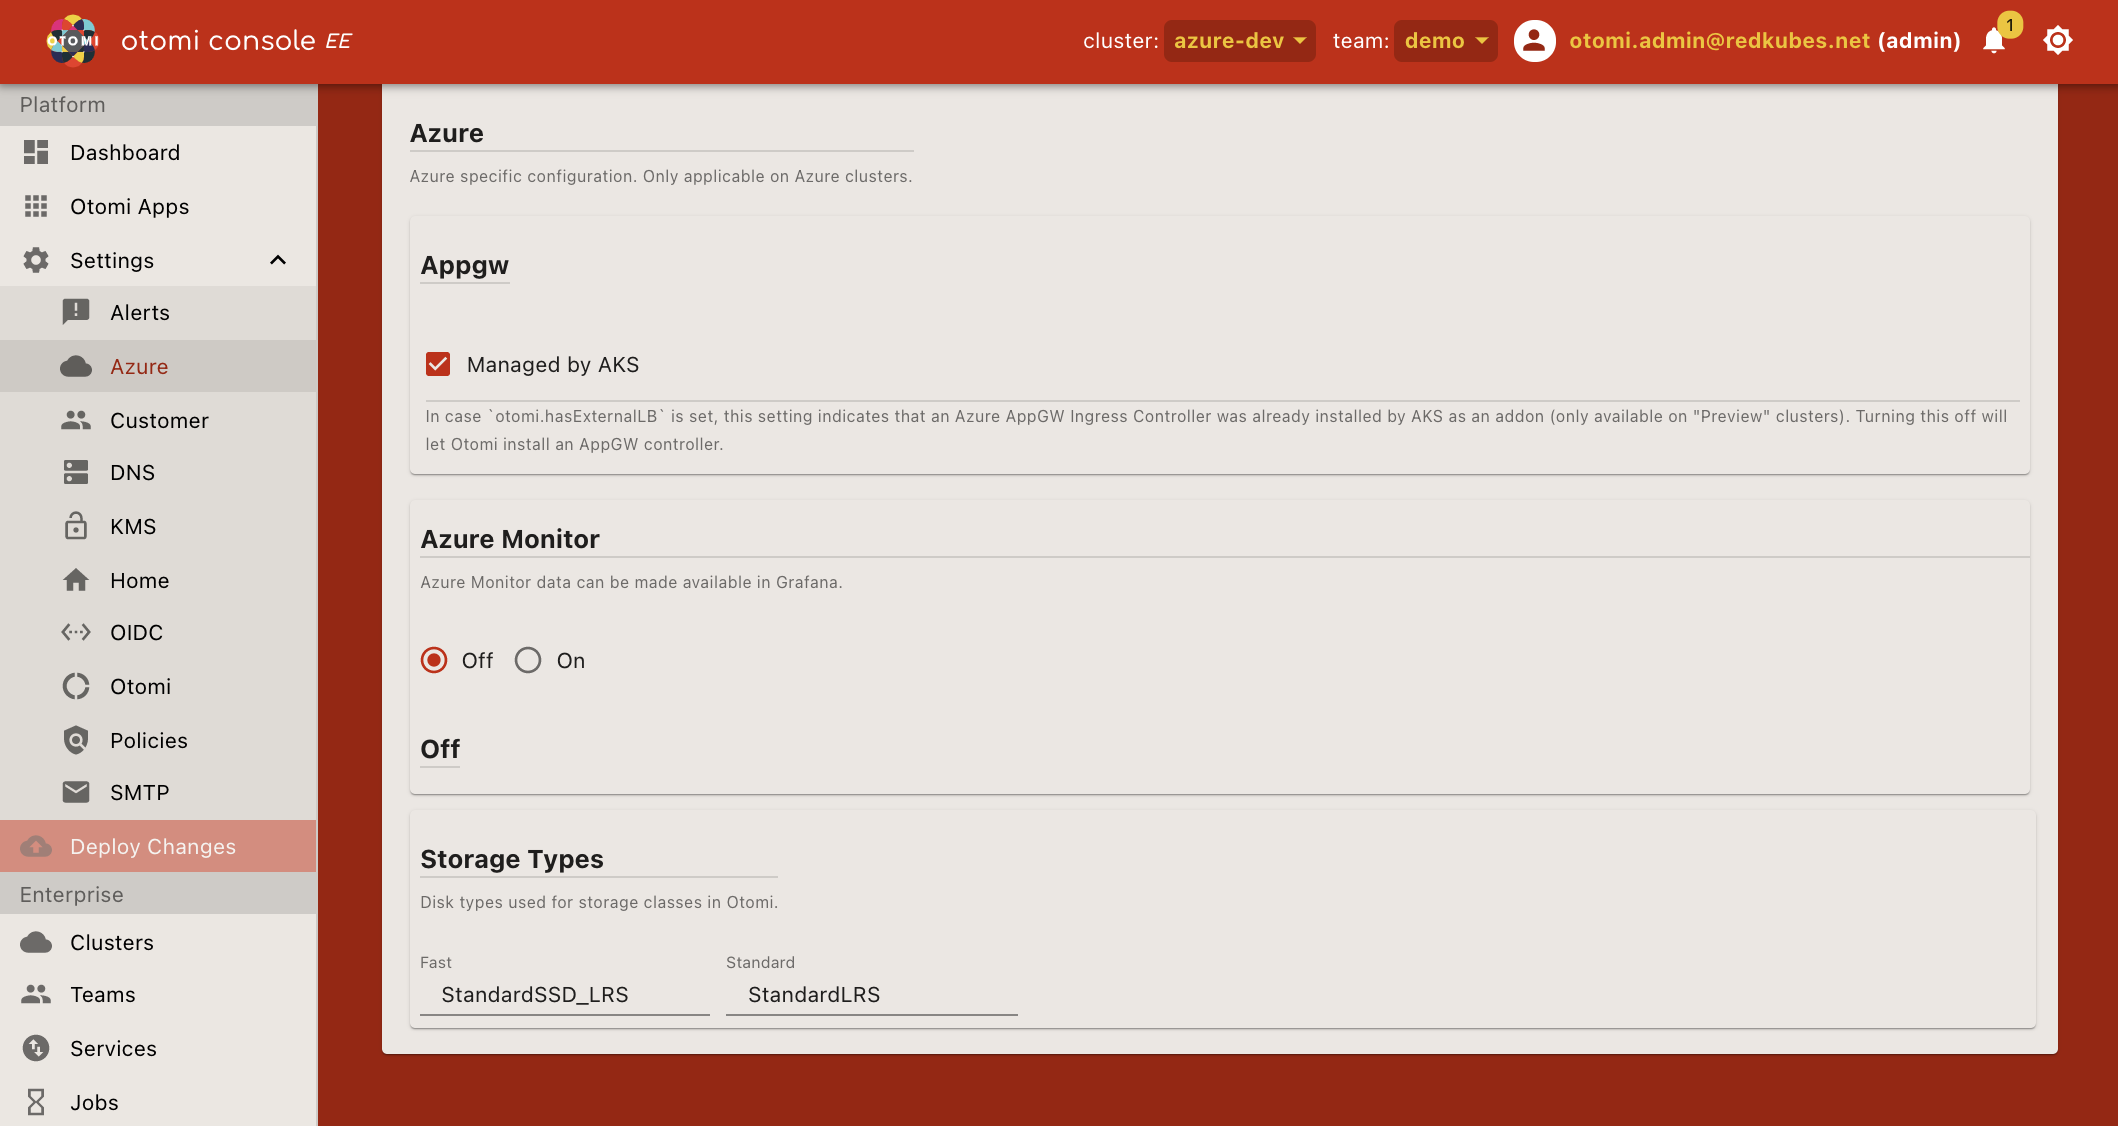 OTOMI
otomi console EE
cluster: azure-dev team: demo otomi.admin@redkubes.net (admin) 1
Platform
Dashboard
Otomi Apps
Settings
Alerts
Azure
Customer
DNS
KMS
Home
OIDC
Otomi
Policies
SMTP
Deploy Changes
Enterprise
Clusters
Teams
Services
Jobs
Azure
Azure specific configuration. Only applicable on Azure clusters.
Appgw
Managed by AKS
In case `otomi.hasExternalLB` is set, this setting indicates that an Azure AppGW Ingress Controller was already installed by AKS as an addon (only available on "Preview" clusters). Turning this off will
let Otomi install an AppGW controller.
Azure Monitor
Azure Monitor data can be made available in Grafana.
Off On
Off
Storage Types
Disk types used for storage classes in Otomi.
Fast Standard
StandardSSD_LRS StandardLRS